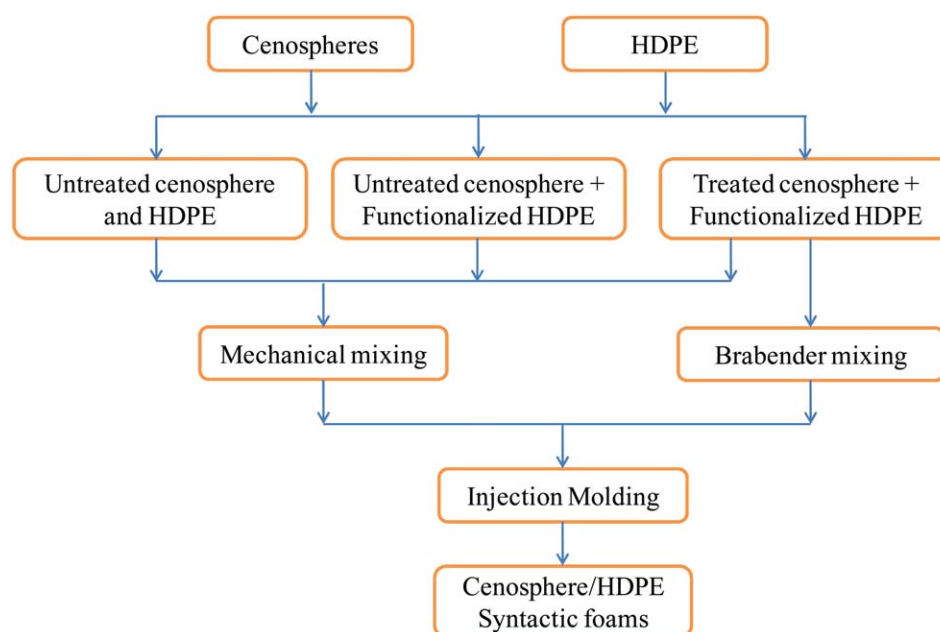 Cenospheres
HDPE
Untreated cenosphere
and HDPE
Untreated cenosphere +
Functionalized HDPE
Treated cenosphere +
Functionalized HDPE
Mechanical mixing
Brabender mixing
Injection Molding
Cenosphere/HDPE
Syntactic foams